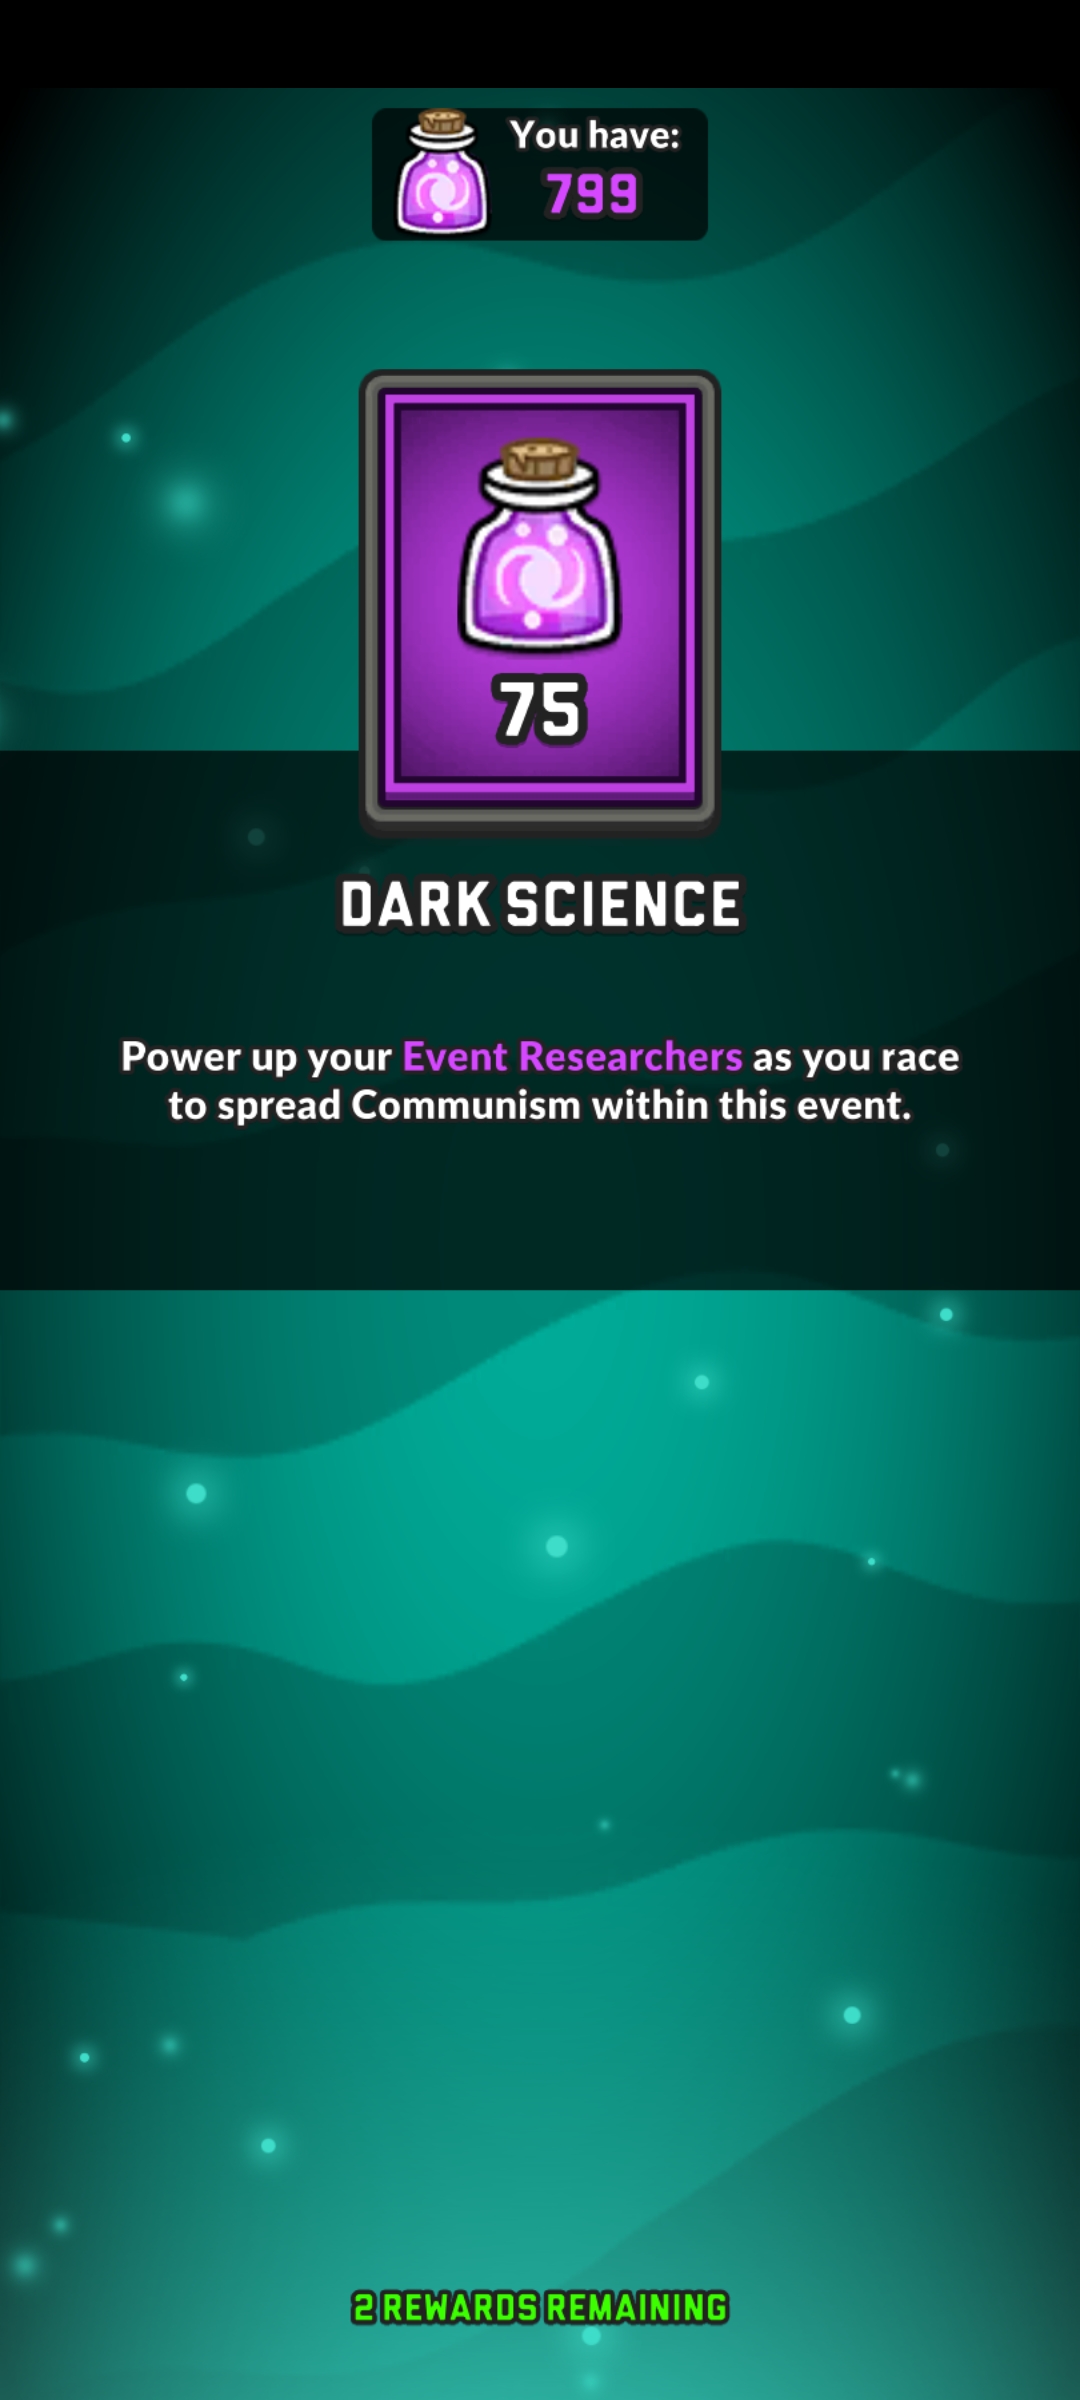 You have:
799
75
DARK SCIENCE
Power up your Event Researchers as you race
to spread Communism within this event.
2 REWARDS REMAINING